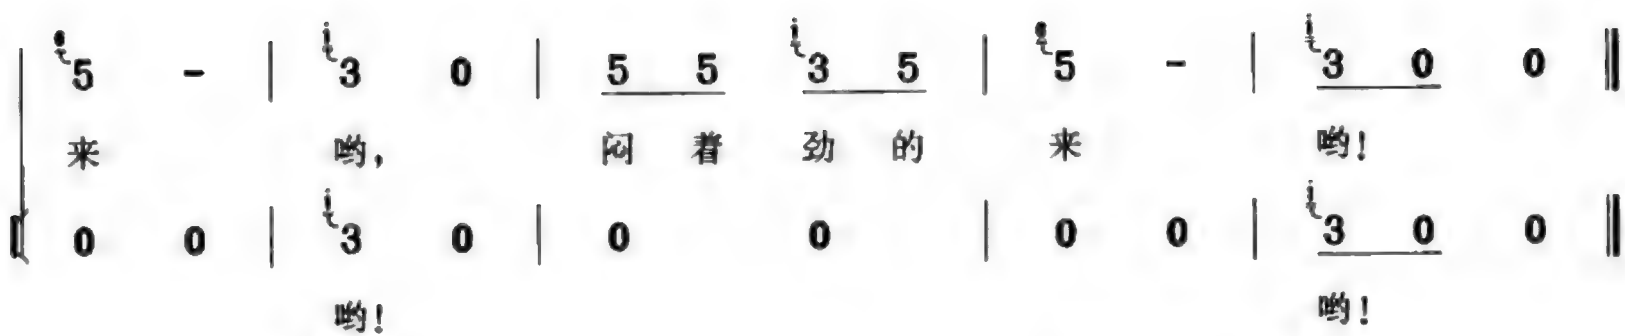 5 - | 3 0 | 5 5 3 5 | 5 - | 3 0 0 ‖
来 哟, 闷 着 劲 的 来 哟!
0 0 | 3 0 | 0 0 | 0 0 | 3 0 0 ‖
哟! 哟!